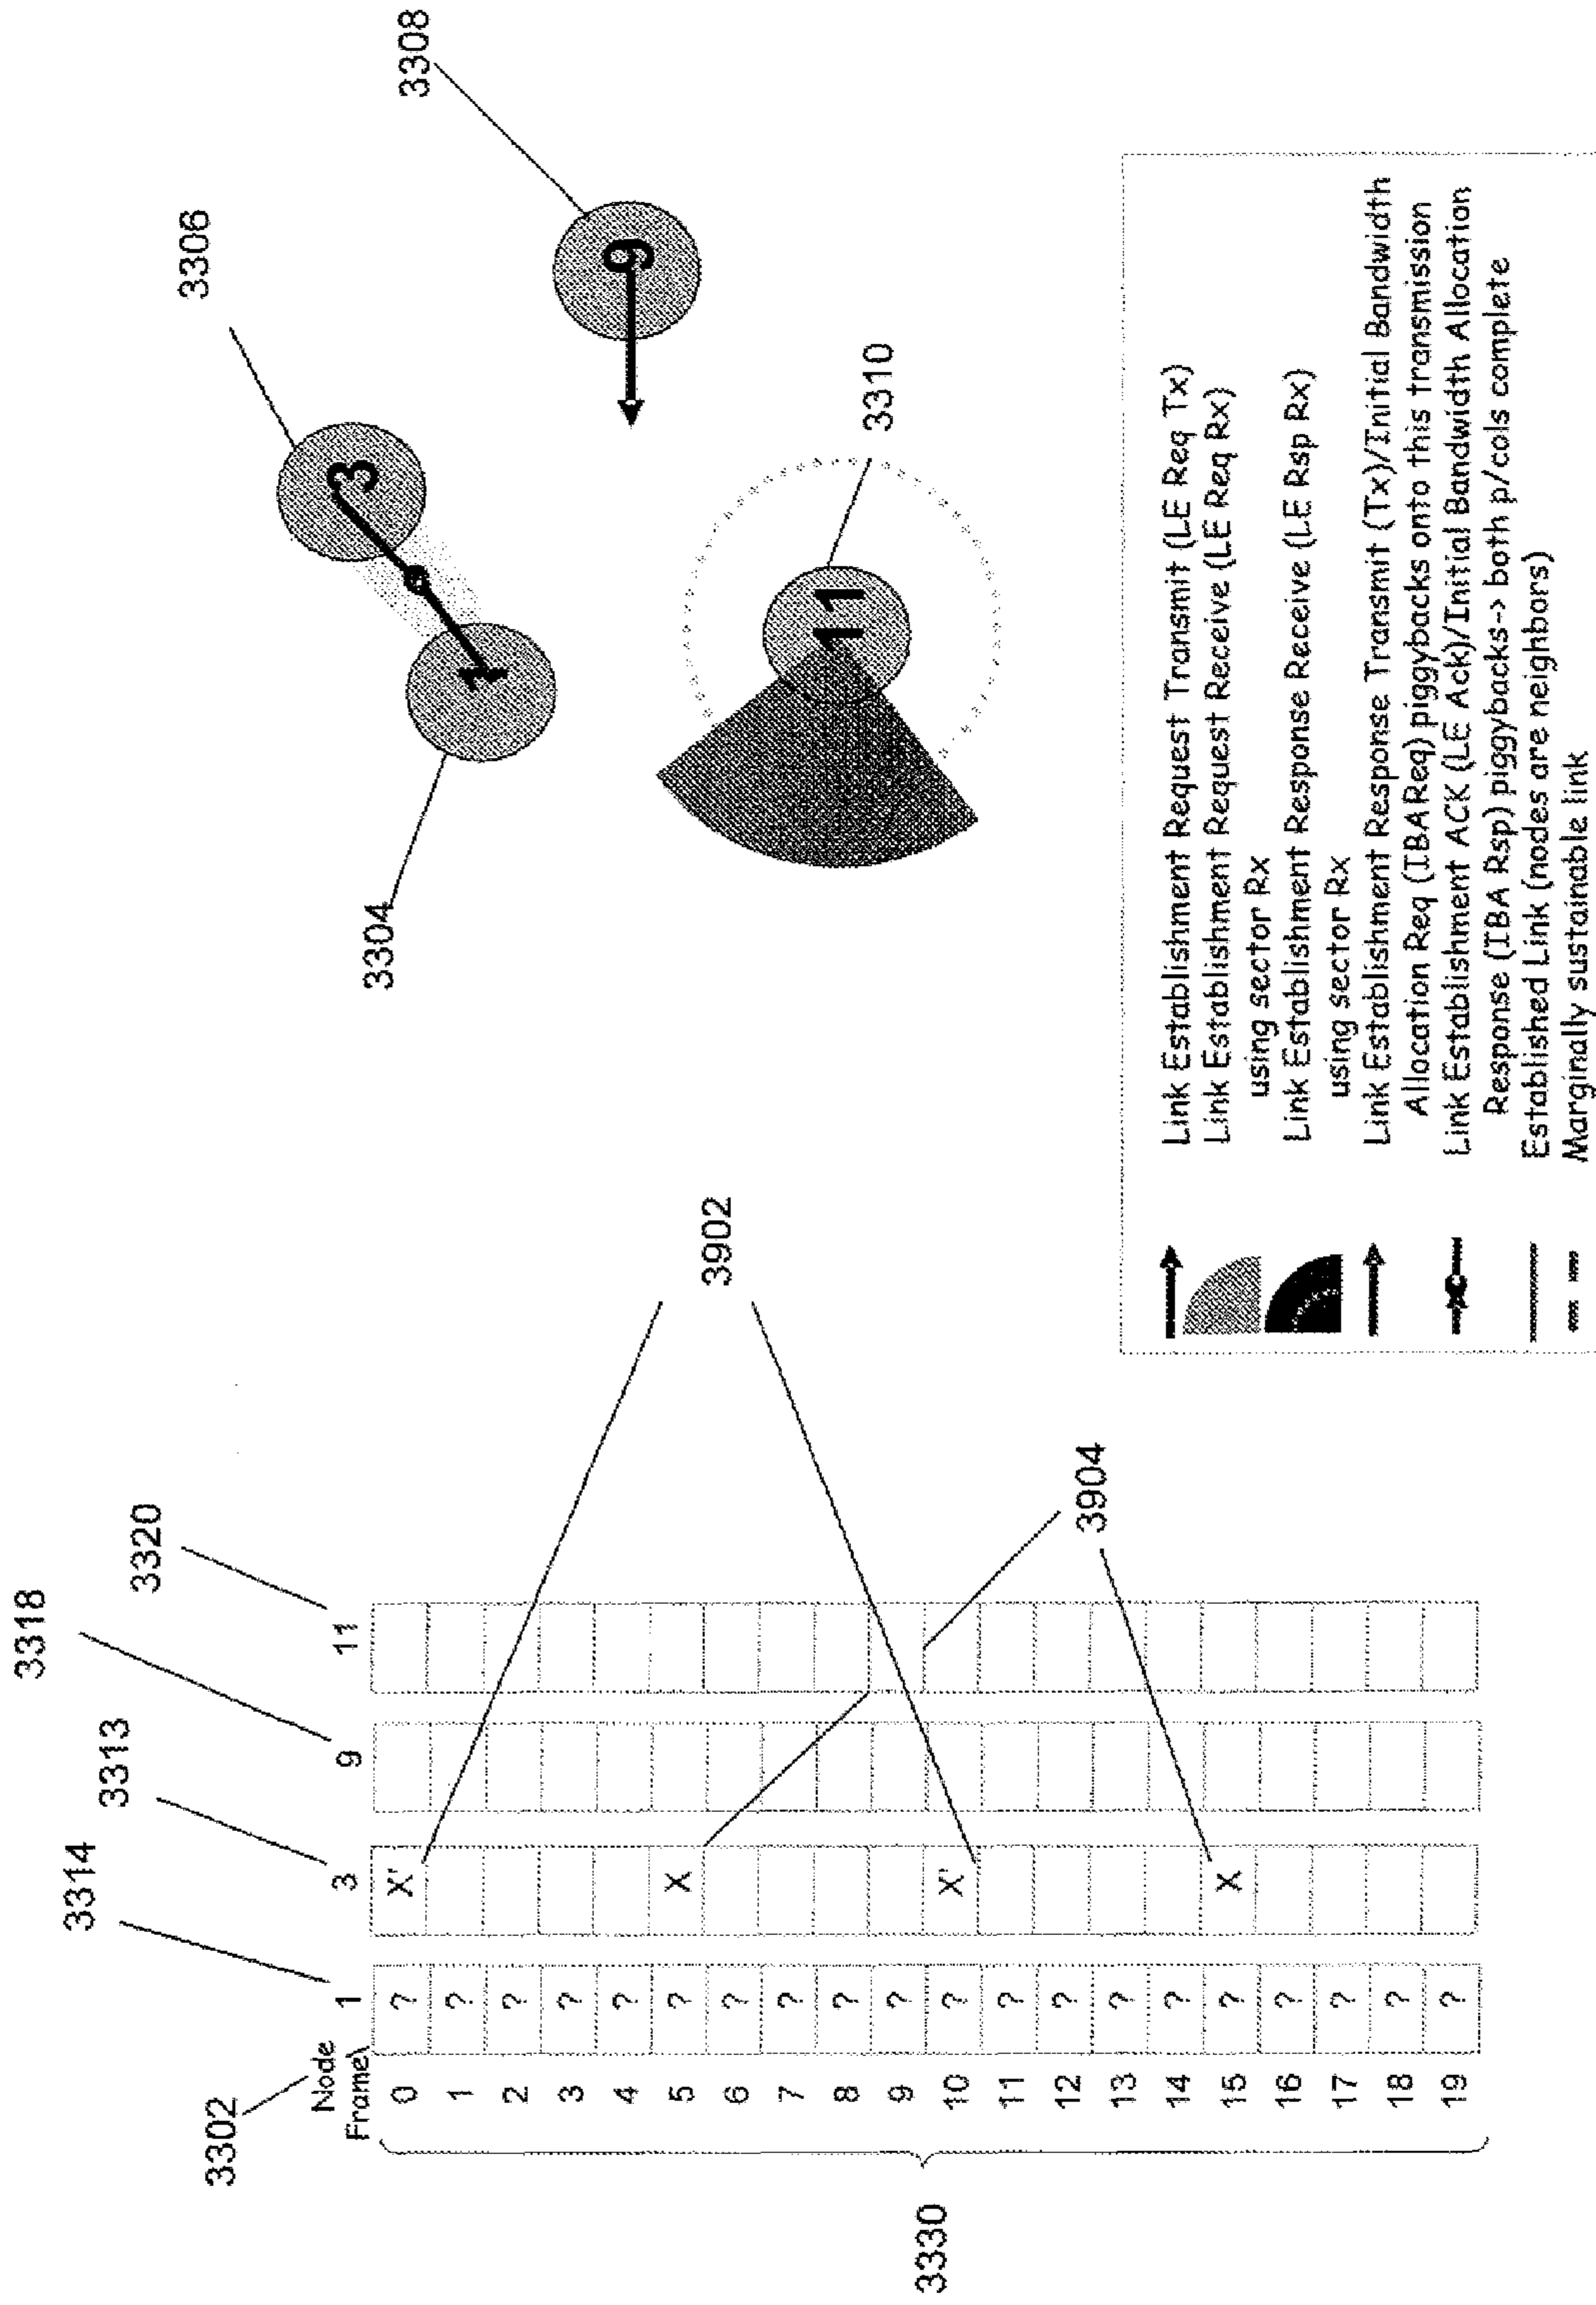 3318
3314
3313
3320
3306
3302
Node 1 3 9 11
Frame\
0 ? X'
1 ?
2 ?
3 ?
4 ?
5 ? X
6 ?
7 ?
8 ?
9 ?
10 ? X'
11 ?
12 ?
13 ?
14 ?
15 ? X
16 ?
17 ?
18 ?
19 ?
3330
3902
3904
3304
3
3308
1
9
11
3310
Link Establishment Request Transmit (LE Req Tx)
Link Establishment Request Receive (LE Req Rx)
using sector Rx
Link Establishment Response Receive (LE Rsp Rx)
using sector Rx
Link Establishment Response Transmit (Tx)/Initial Bandwidth
Allocation Req (IBA Req) piggybacks onto this transmission
Link Establishment ACK (LE Ack)/Initial Bandwidth Allocation
Response (IBA Rsp) piggybacks--> both p/cols complete
Established Link (nodes are neighbors)
Marginally sustainable link